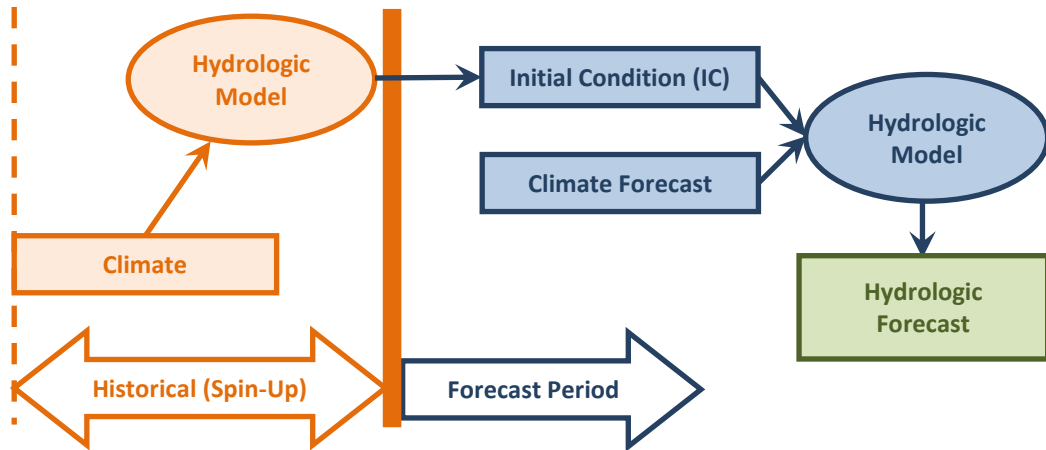 Hydrologic
Model
Initial Condition (IC)
Hydrologic
Model
Climate Forecast
Climate
Hydrologic
Forecast
Historical (Spin-Up)
Forecast Period